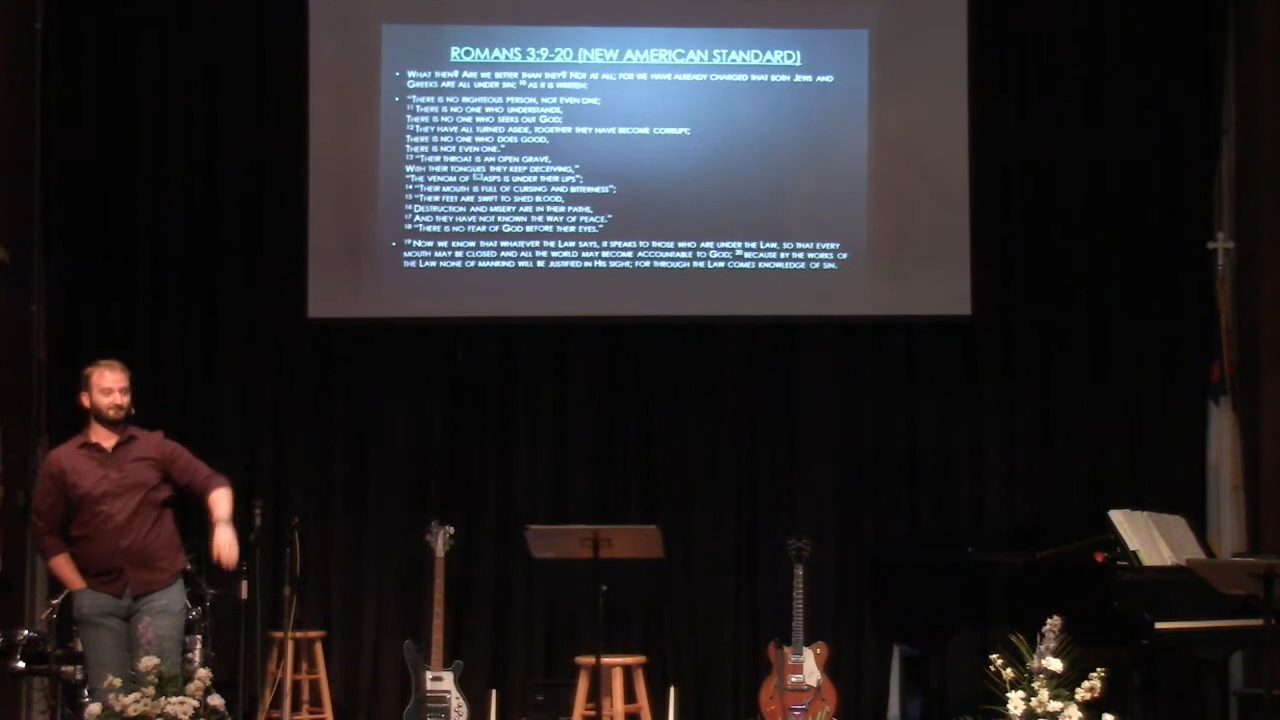 ROMANS 3:9-20 (NEW AMERICAN STANDARD)
• WHAT THEN? ARE WE BETTER THAN THEY? NOT AT ALL; FOR WE HAVE ALREADY CHARGED THAT BOTH JEWS AND
GREEKS ARE ALL UNDER SIN; 10 AS IT IS WRITTEN:
• "THERE IS NO RIGHTEOUS PERSON, NOT EVEN ONE;
11 THERE IS NO ONE WHO UNDERSTANDS,
THERE IS NO ONE WHO SEEKS OUT GOD;
12 THEY HAVE ALL TURNED ASIDE, TOGETHER THEY HAVE BECOME CORRUPT;
THERE IS NO ONE WHO DOES GOOD,
THERE IS NOT EVEN ONE."
13 "THEIR THROAT IS AN OPEN GRAVE,
WITH THEIR TONGUES THEY KEEP DECEIVING,"
"THE VENOM OF ASPS IS UNDER THEIR LIPS";
14 "THEIR MOUTH IS FULL OF CURSING AND BITTERNESS";
15 "THEIR FEET ARE SWIFT TO SHED BLOOD,
16 DESTRUCTION AND MISERY ARE IN THEIR PATHS,
17 AND THEY HAVE NOT KNOWN THE WAY OF PEACE."
18 "THERE IS NO FEAR OF GOD BEFORE THEIR EYES."
• 19 NOW WE KNOW THAT WHATEVER THE LAW SAYS, IT SPEAKS TO THOSE WHO ARE UNDER THE LAW, SO THAT EVERY
MOUTH MAY BE CLOSED AND ALL THE WORLD MAY BECOME ACCOUNTABLE TO GOD; 20 BECAUSE BY THE WORKS OF
THE LAW NONE OF MANKIND WILL BE JUSTIFIED IN HIS SIGHT; FOR THROUGH THE LAW COMES KNOWLEDGE OF SIN.